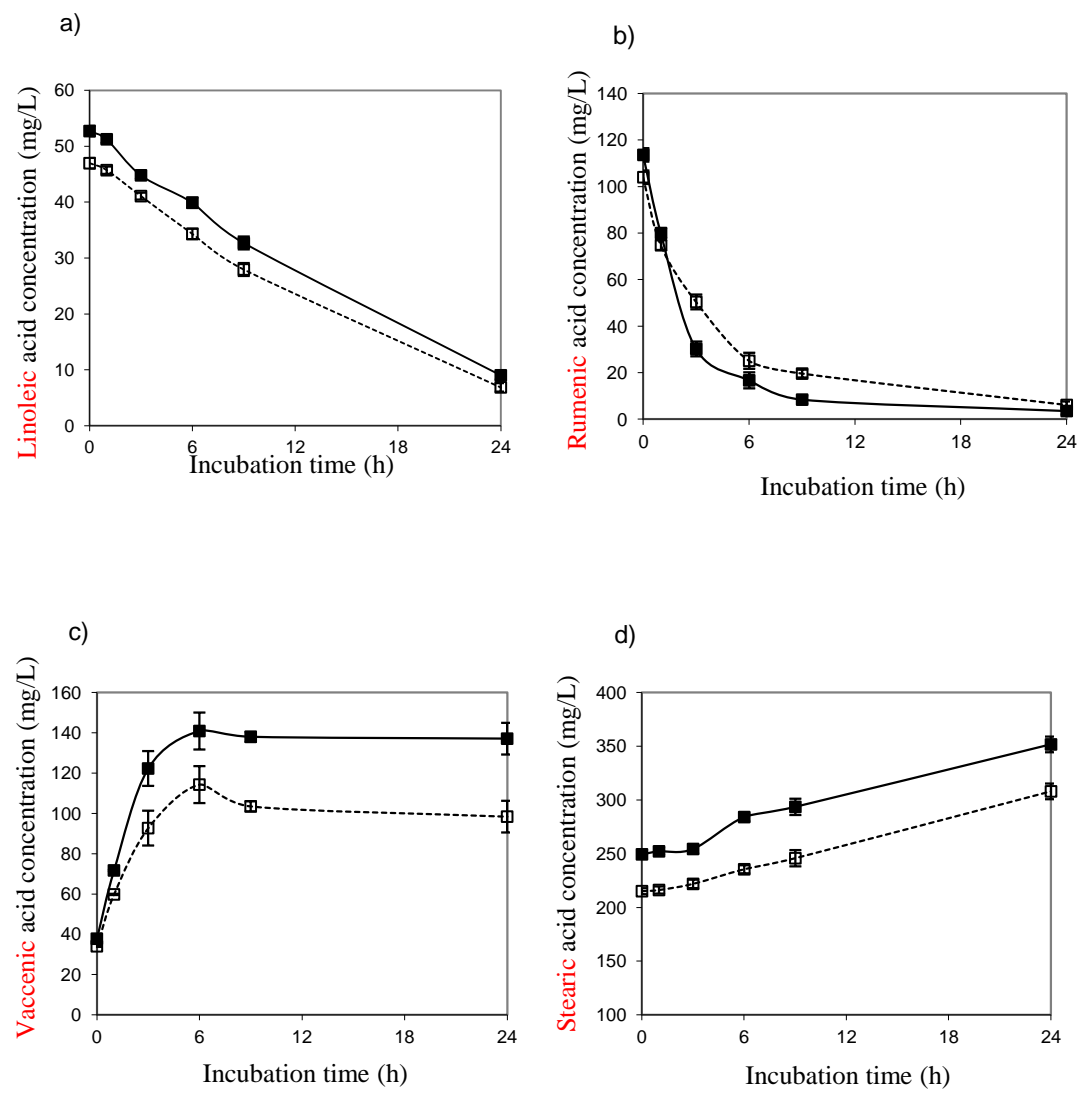 a)
Linoleic acid concentration (mg/L)
60
50
40
30
20
10
0
0 6 12 18 24
Incubation time (h)
b)
Rumenic acid concentration (mg/L)
140
120
100
80
60
40
20
0
0 6 12 18 24
Incubation time (h)
c)
Vaccenic acid concentration (mg/L)
160
140
120
100
80
60
40
20
0
0 6 12 18 24
Incubation time (h)
d)
Stearic acid concentration (mg/L)
400
350
300
250
200
150
100
0 6 12 18 24
Incubation time (h)